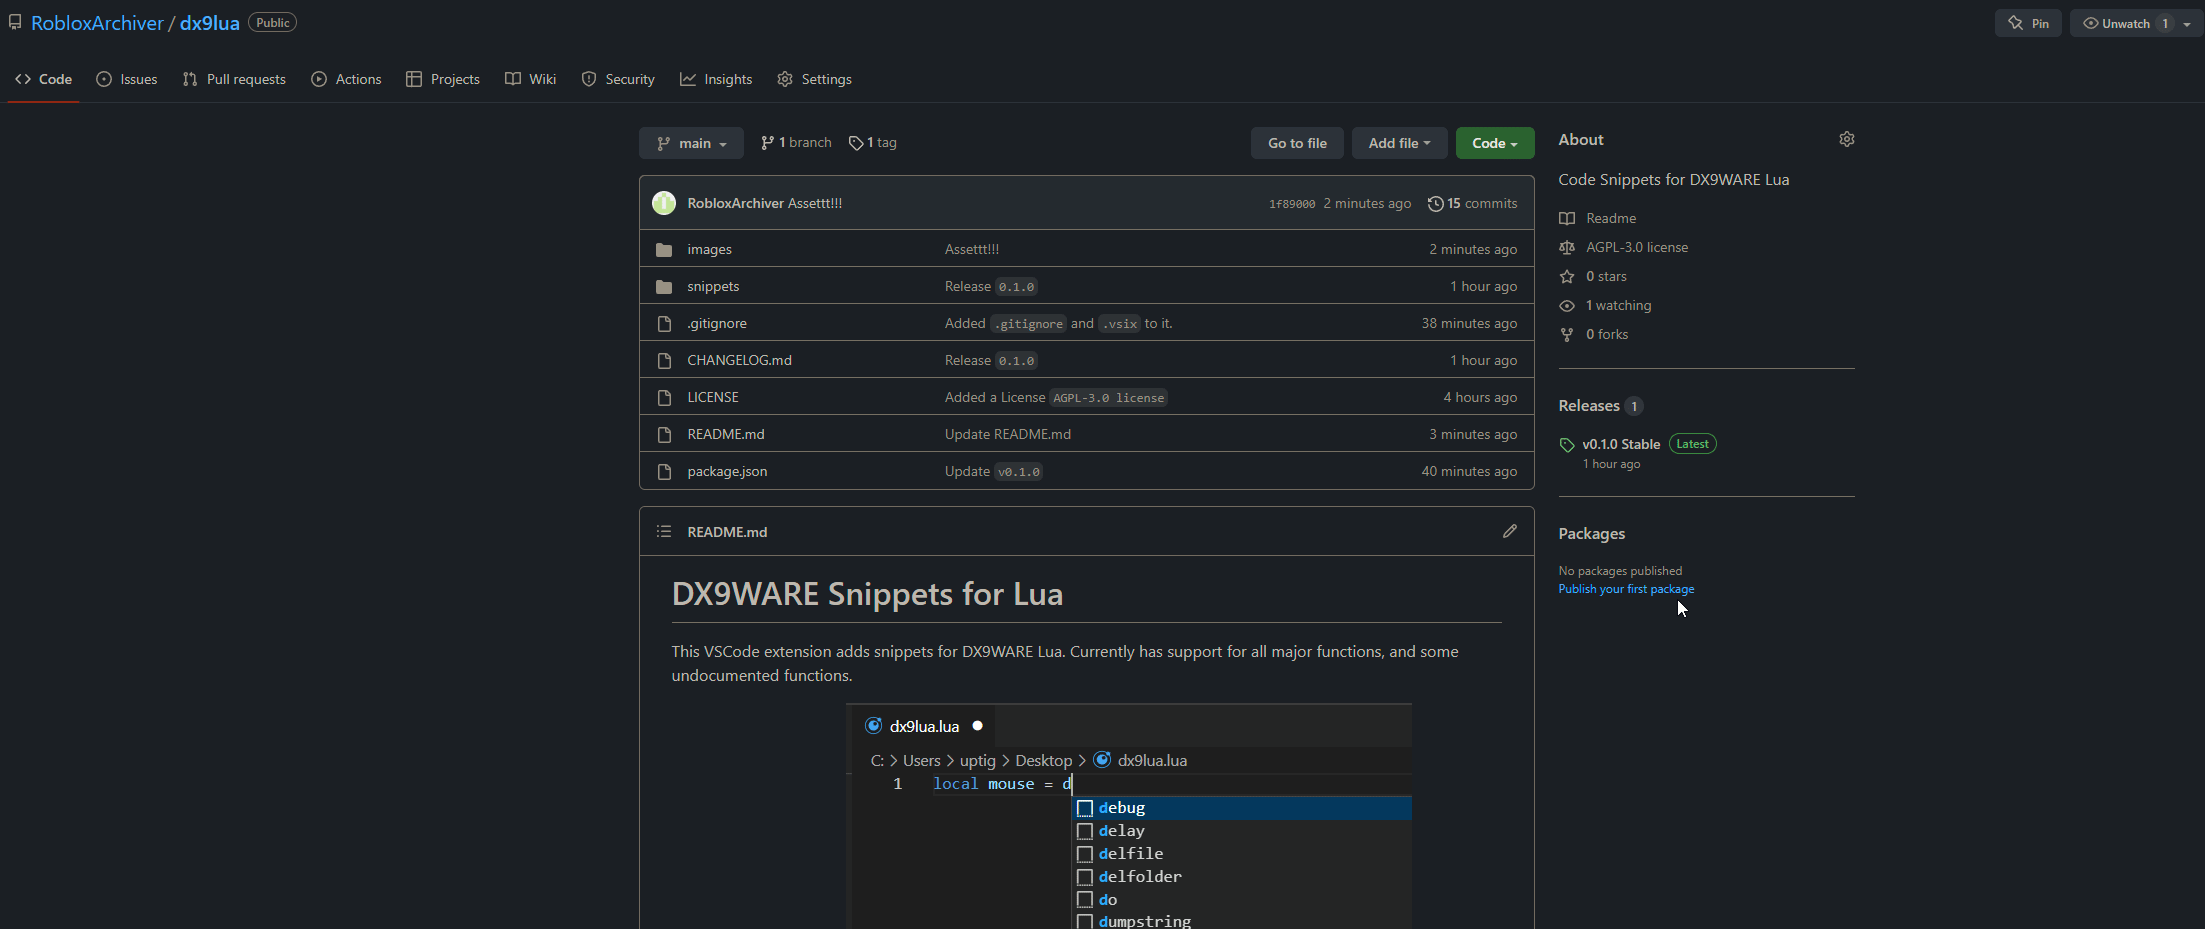 RobloxArchiver / dx9lua Public
Pin
Unwatch 1
Code Issues Pull requests Actions Projects Wiki Security Insights Settings
main 1 branch 1 tag
Go to file Add file Code
RobloxArchiver Assettt!!! 1f89000 2 minutes ago 15 commits
images Assettt!!! 2 minutes ago
snippets Release 0.1.0 1 hour ago
.gitignore Added .gitignore and .vsix to it. 38 minutes ago
CHANGELOG.md Release 0.1.0 1 hour ago
LICENSE Added a License AGPL-3.0 license 4 hours ago
README.md Update README.md 3 minutes ago
package.json Update v0.1.0 40 minutes ago
README.md
DX9WARE Snippets for Lua
This VSCode extension adds snippets for DX9WARE Lua. Currently has support for all major functions, and some
undocumented functions.
dx9lua.lua
C: > Users > uptig > Desktop > dx9lua.lua
1 local mouse = d
debug
delay
delfile
delfolder
do
dumpstring
About
Code Snippets for DX9WARE Lua
Readme
AGPL-3.0 license
0 stars
1 watching
0 forks
Releases 1
v0.1.0 Stable Latest
1 hour ago
Packages
No packages published
Publish your first package